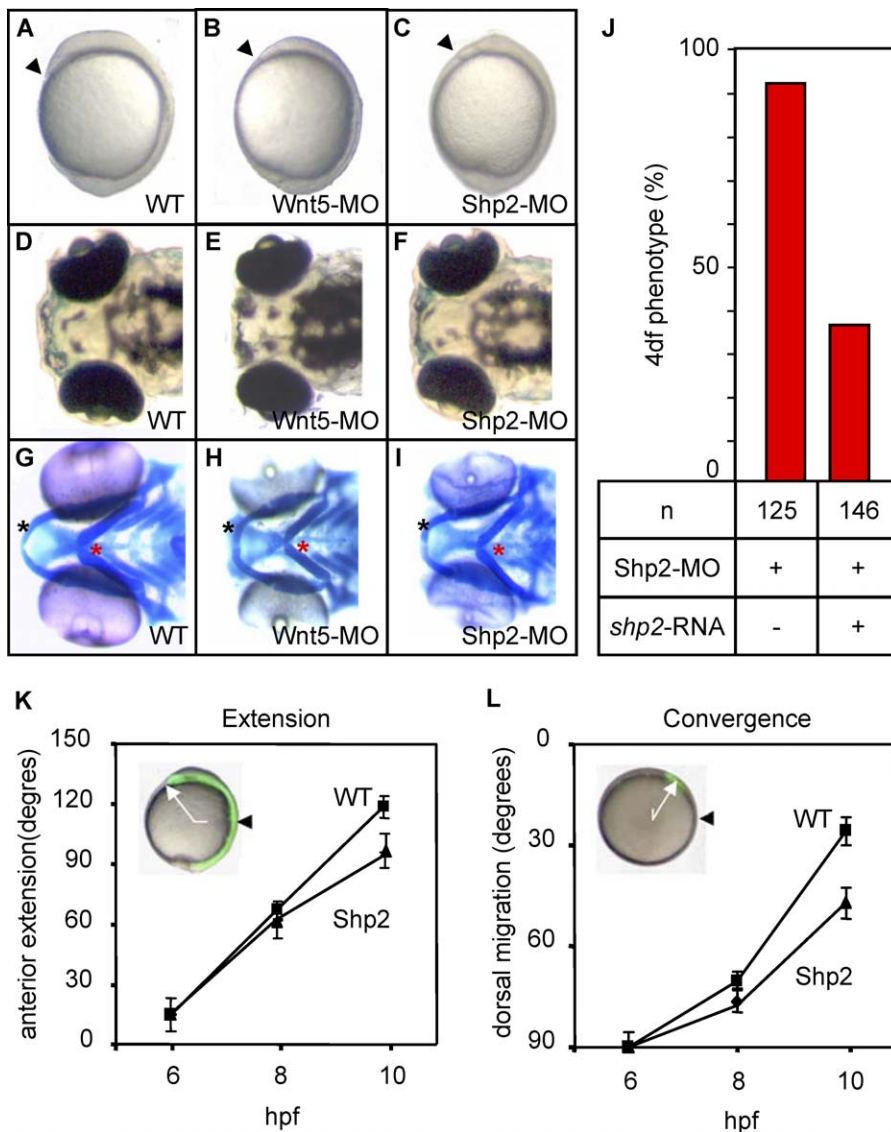 A
B
C
WT
Wnt5-MO
Shp2-MO
D
E
F
WT
Wnt5-MO
Shp2-MO
G
H
I
*
*
*
*
*
*
WT
Wnt5-MO
Shp2-MO
J
4df phenotype (%)
100
50
0
n 125 146
Shp2-MO + +
shp2-RNA - +
K
Extension
anterior extension(degres)
150
120
90
60
30
0
WT
Shp2
6 8 10
hpf
L
Convergence
dorsal migration (degrees)
0
30
60
90
WT
Shp2
6 8 10
hpf